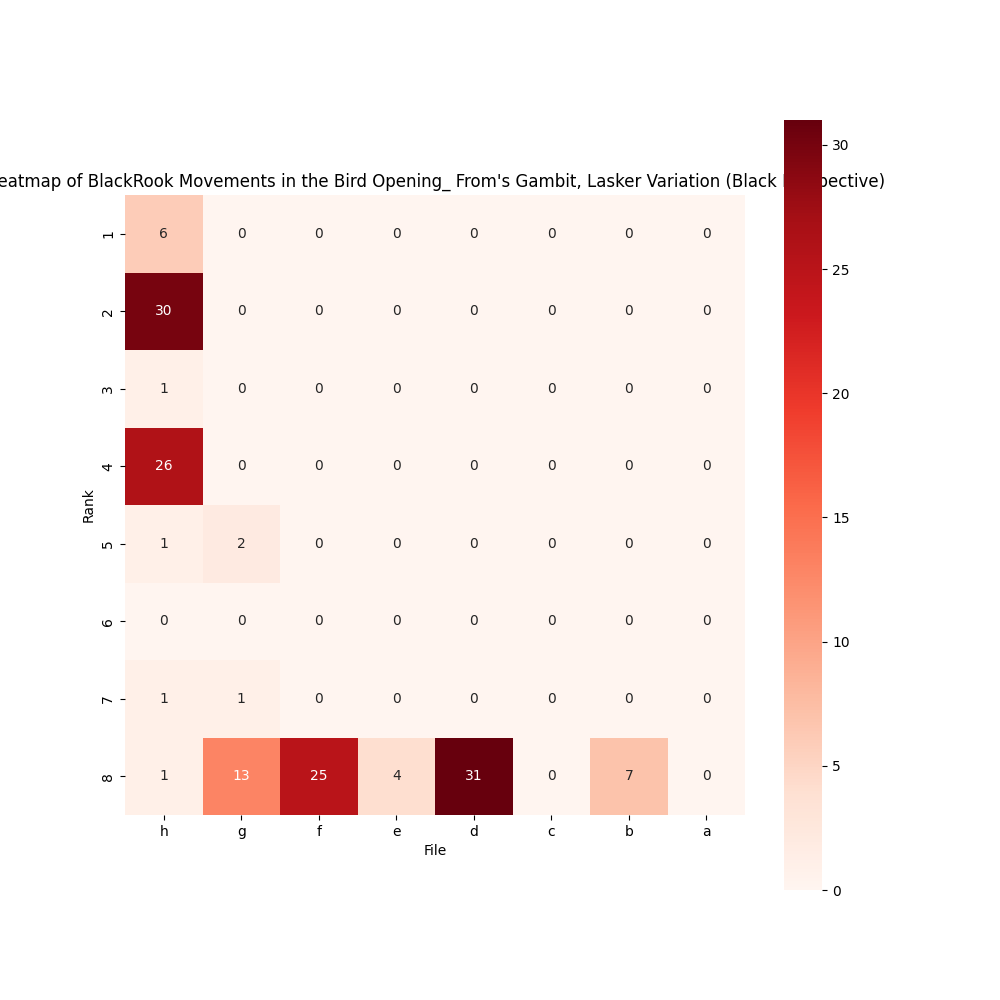 eatmap of BlackRook Movements in the Bird Opening_ From's Gambit, Lasker Variation (Black Perspective)
1 6 0 0 0 0 0 0 0
2 30 0 0 0 0 0 0 0
3 1 0 0 0 0 0 0 0
4 26 0 0 0 0 0 0 0
Rank
5 1 2 0 0 0 0 0 0
6 0 0 0 0 0 0 0 0
7 1 1 0 0 0 0 0 0
8 1 13 25 4 31 0 7 0
h g f e d c b a
File
30
25
20
15
10
5
0